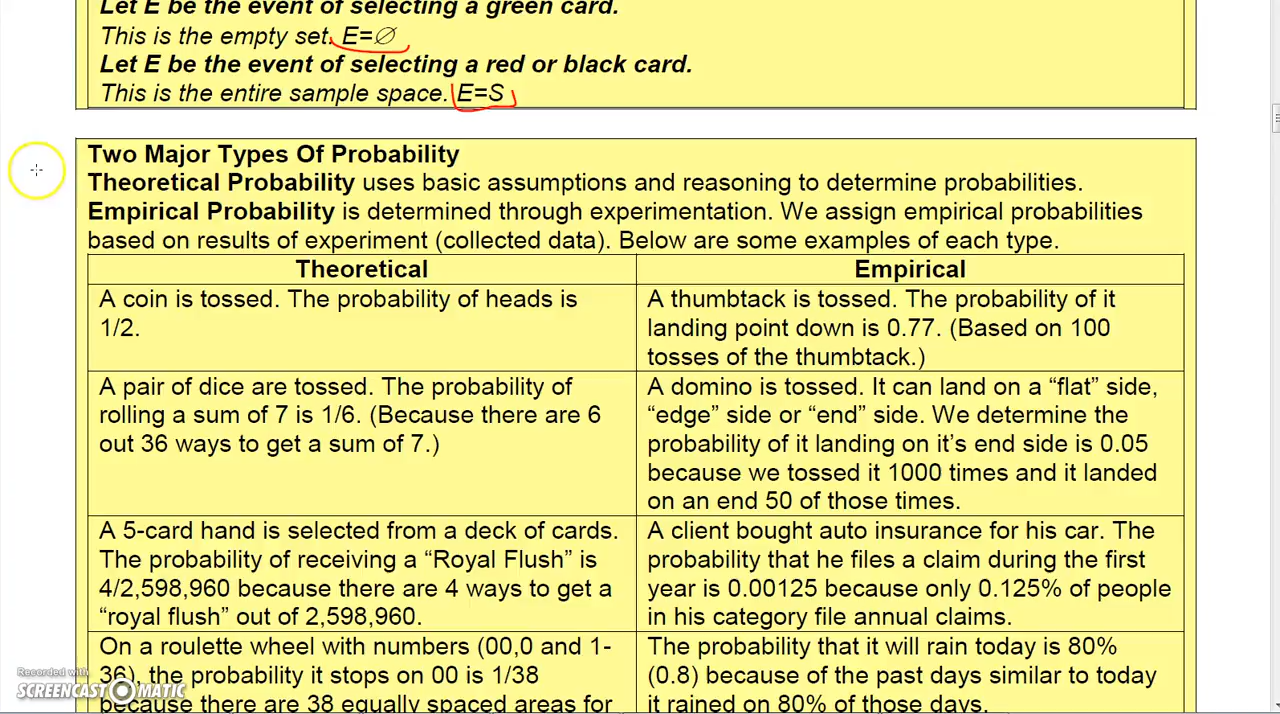 Let E be the event of selecting a green card.
This is the empty set. E=∅
Let E be the event of selecting a red or black card.
This is the entire sample space. E=S
Two Major Types Of Probability
Theoretical Probability uses basic assumptions and reasoning to determine probabilities.
Empirical Probability is determined through experimentation. We assign empirical probabilities
based on results of experiment (collected data). Below are some examples of each type.
Theoretical
Empirical
A coin is tossed. The probability of heads is
1/2.
A thumbtack is tossed. The probability of it
landing point down is 0.77. (Based on 100
tosses of the thumbtack.)
A pair of dice are tossed. The probability of
rolling a sum of 7 is 1/6. (Because there are 6
out 36 ways to get a sum of 7.)
A domino is tossed. It can land on a “flat” side,
“edge” side or “end” side. We determine the
probability of it landing on it’s end side is 0.05
because we tossed it 1000 times and it landed
on an end 50 of those times.
A 5-card hand is selected from a deck of cards.
The probability of receiving a “Royal Flush” is
4/2,598,960 because there are 4 ways to get a
“royal flush” out of 2,598,960.
A client bought auto insurance for his car. The
probability that he files a claim during the first
year is 0.00125 because only 0.125% of people
in his category file annual claims.
On a roulette wheel with numbers (00,0 and 1-
36), the probability it stops on 00 is 1/38
because there are 38 equally spaced areas for
The probability that it will rain today is 80%
(0.8) because of the past days similar to today
it rained on 80% of those days.
Recorded with
SCREENCAST-O-MATIC